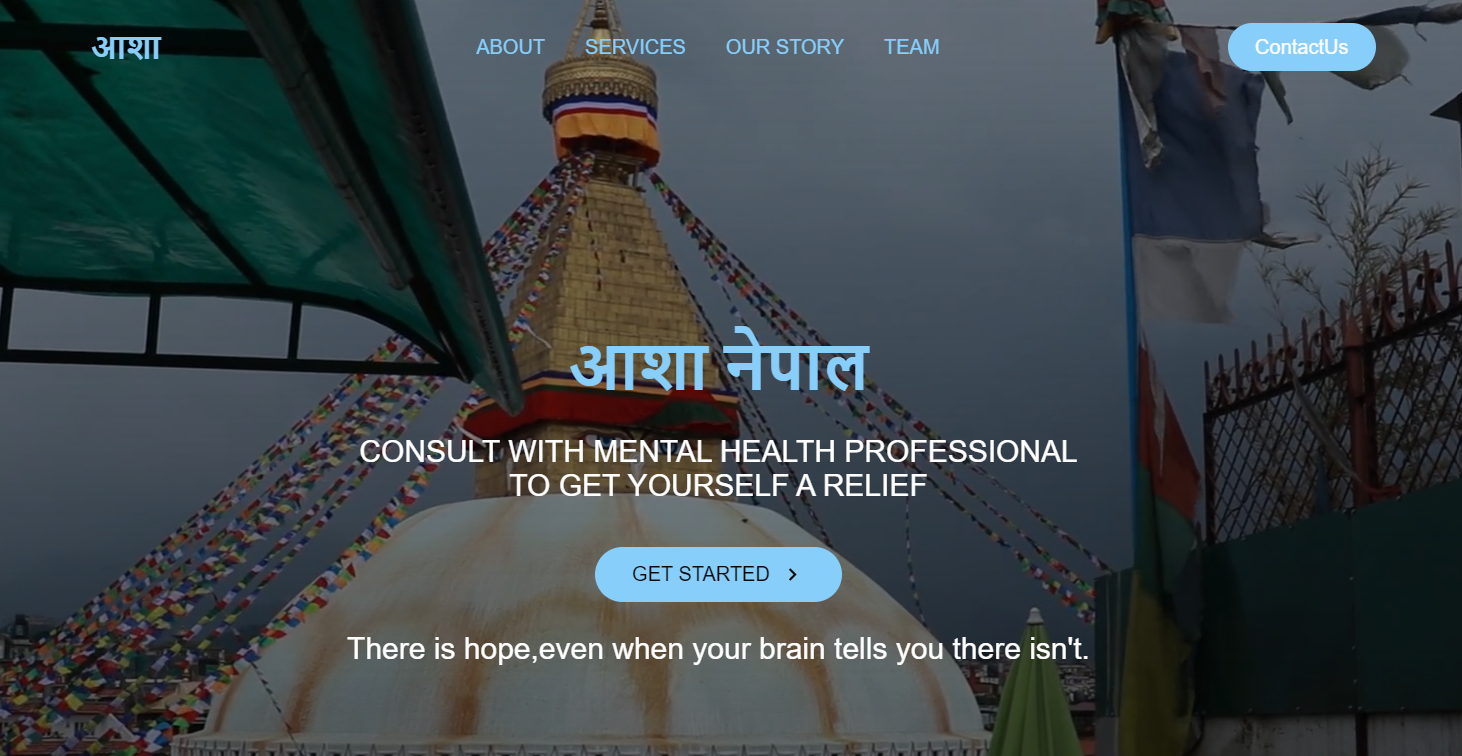 आशा
ABOUT SERVICES OUR STORY TEAM
ContactUs
आशा नेपाल
CONSULT WITH MENTAL HEALTH PROFESSIONAL
TO GET YOURSELF A RELIEF
GET STARTED
There is hope,even when your brain tells you there isn't.